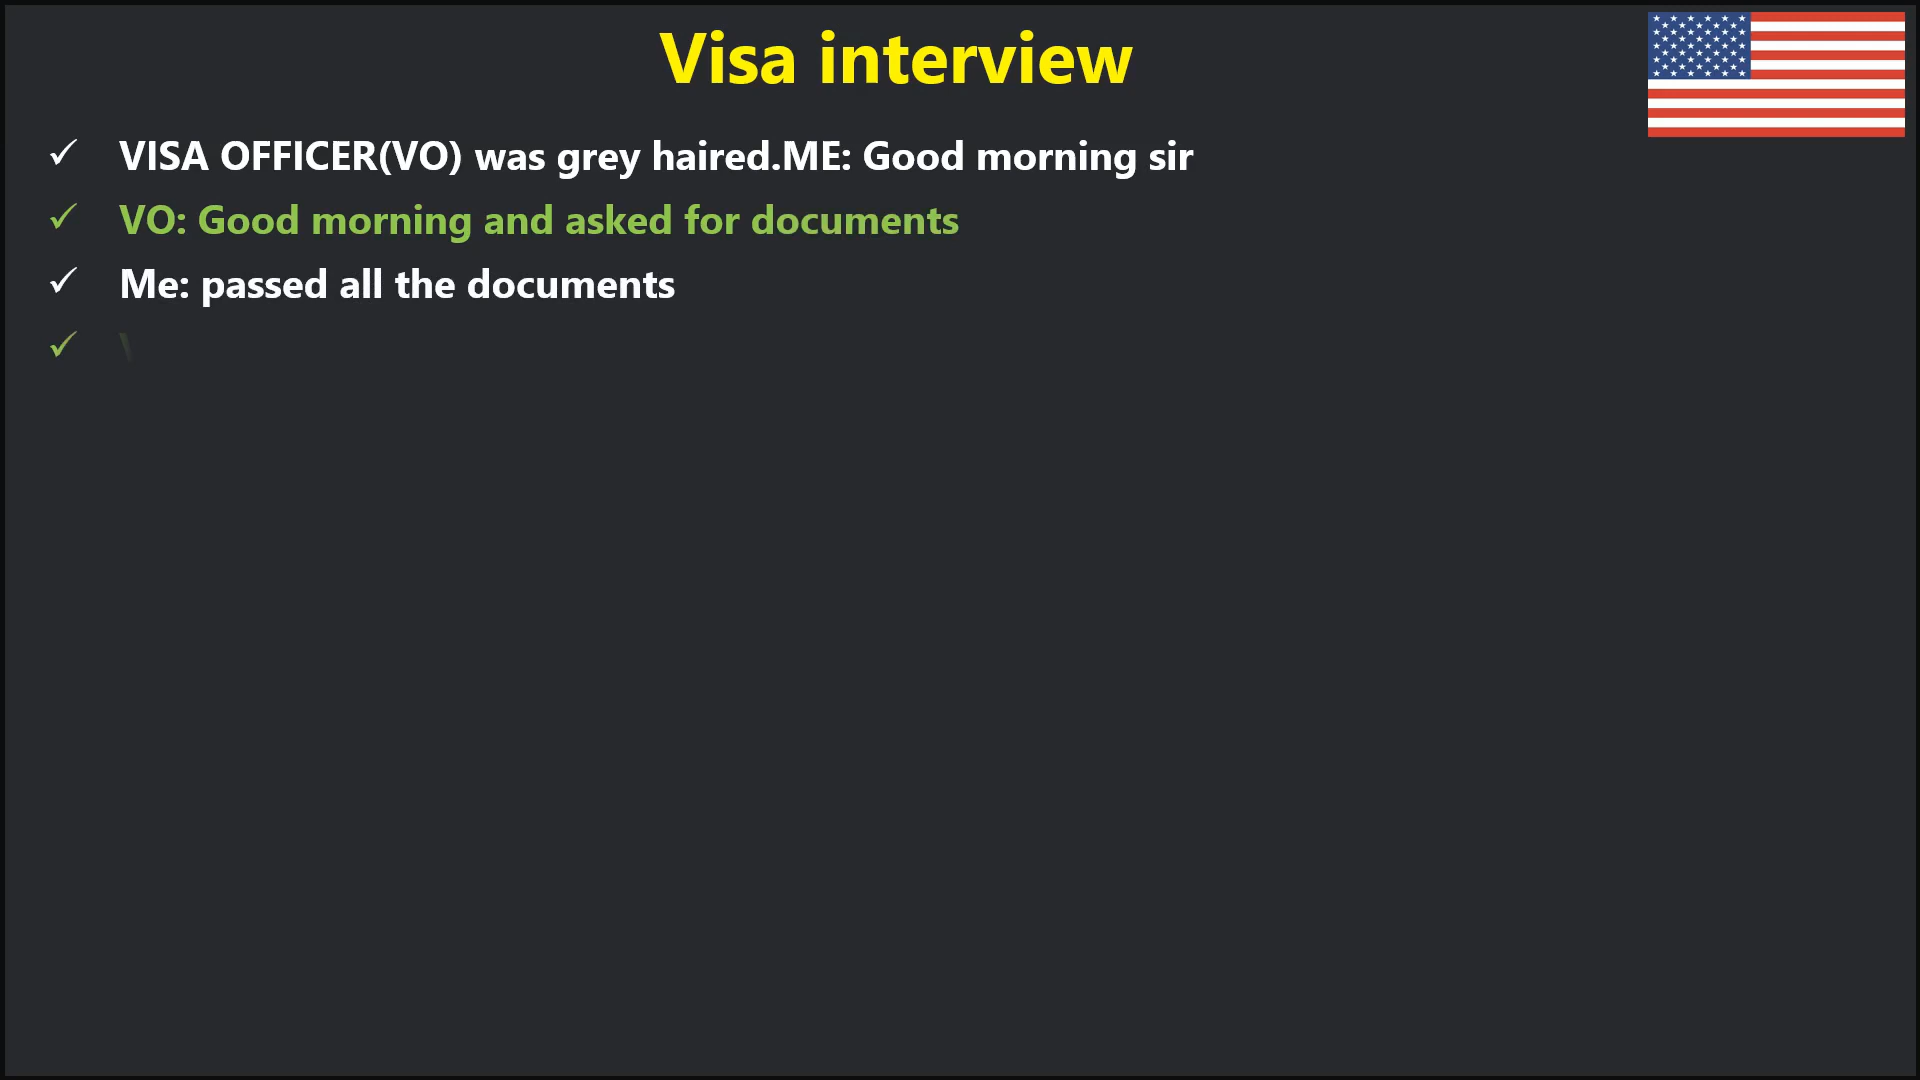 Visa interview
✓ VISA OFFICER(VO) was grey haired.ME: Good morning sir
✓ VO: Good morning and asked for documents
✓ Me: passed all the documents
✓